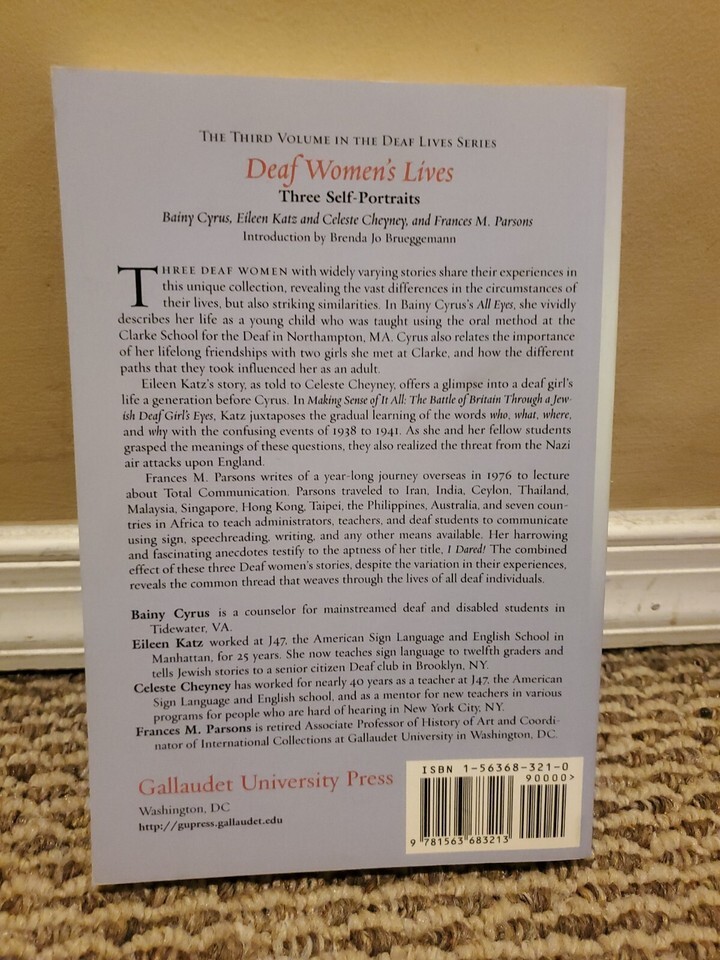 THE THIRD VOLUME IN THE DEAF LIVES SERIES
Deaf Women's Lives
Three Self-Portraits
Bainy Cyrus, Eileen Katz and Celeste Cheyney, and Frances M. Parsons
Introduction by Brenda Jo Brueggemann
THREE DEAF WOMEN with widely varying stories share their experiences in
this unique collection, revealing the vast differences in the circumstances of
their lives, but also striking similarities. In Bainy Cyrus's All Eyes, she vividly
describes her life as a young child who was taught using the oral method at the
Clarke School for the Deaf in Northampton, MA. Cyrus also relates the importance
of her lifelong friendships with two girls she met at Clarke, and how the different
paths that they took influenced her as an adult.
Eileen Katz's story, as told to Celeste Cheyney, offers a glimpse into a deaf girl's
life a generation before Cyrus. In Making Sense of It All: The Battle of Britain Through a Jew-
ish Deaf Girl's Eyes, Katz juxtaposes the gradual learning of the words who, what, where,
and why with the confusing events of 1938 to 1941. As she and her fellow students
grasped the meanings of these questions, they also realized the threat from the Nazi
air attacks upon England.
Frances M. Parsons writes of a year-long journey overseas in 1976 to lecture
about Total Communication. Parsons traveled to Iran, India, Ceylon, Thailand,
Malaysia, Singapore, Hong Kong, Taipei, the Philippines, Australia, and seven coun-
tries in Africa to teach administrators, teachers, and deaf students to communicate
using sign, speechreading, writing, and any other means available. Her harrowing
and fascinating anecdotes testify to the aptness of her title, I Dared! The combined
effect of these three Deaf women's stories, despite the variation in their experiences,
reveals the common thread that weaves through the lives of all deaf individuals.
Bainy Cyrus is a counselor for mainstreamed deaf and disabled students in
Tidewater, VA.
Eileen Katz worked at J47, the American Sign Language and English School in
Manhattan, for 25 years. She now teaches sign language to twelfth graders and
tells Jewish stories to a senior citizen Deaf club in Brooklyn, NY.
Celeste Cheyney has worked for nearly 40 years as a teacher at J47, the American
Sign Language and English school, and as a mentor for new teachers in various
programs for people who are hard of hearing in New York City, NY.
Frances M. Parsons is retired Associate Professor of History of Art and Coordi-
nator of International Collections at Gallaudet University in Washington, DC.
Gallaudet University Press
Washington, DC
http://gupress.gallaudet.edu
ISBN 1-56368-321-0
90000>
9 781563 683213